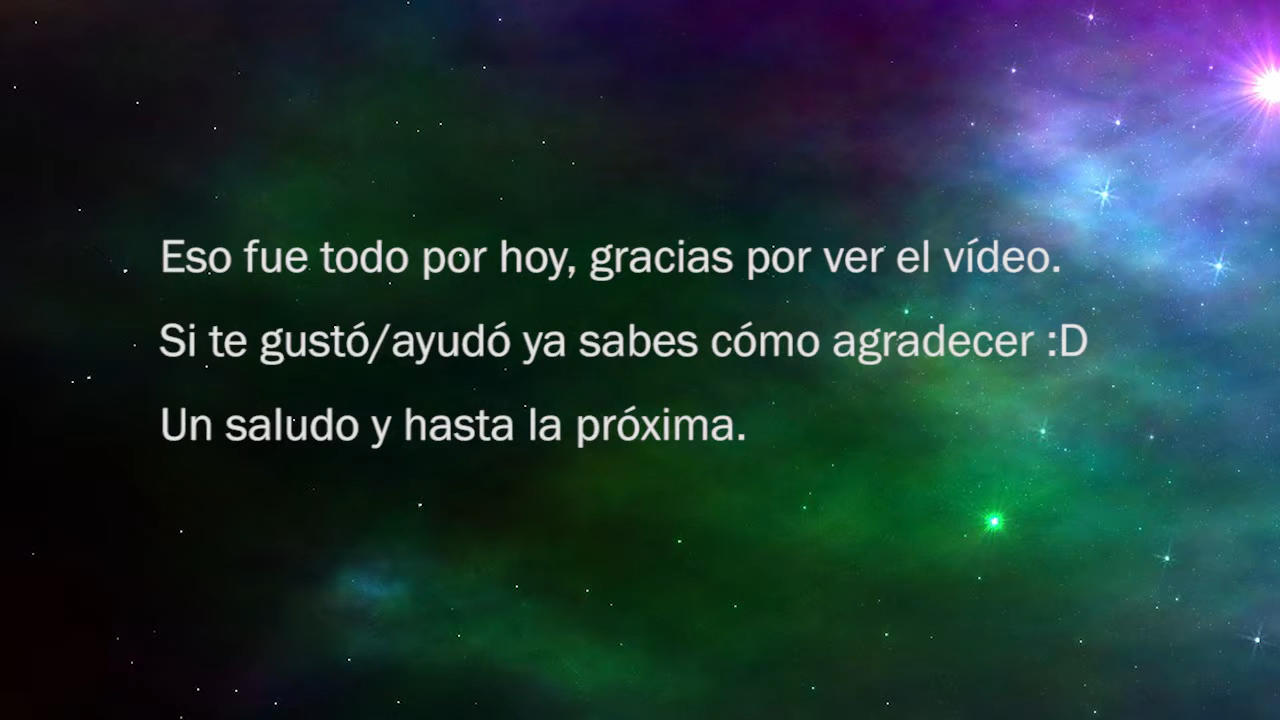 Eso fue todo por hoy, gracias por ver el vídeo.
Si te gustó/ayudó ya sabes cómo agradecer :D
Un saludo y hasta la próxima.